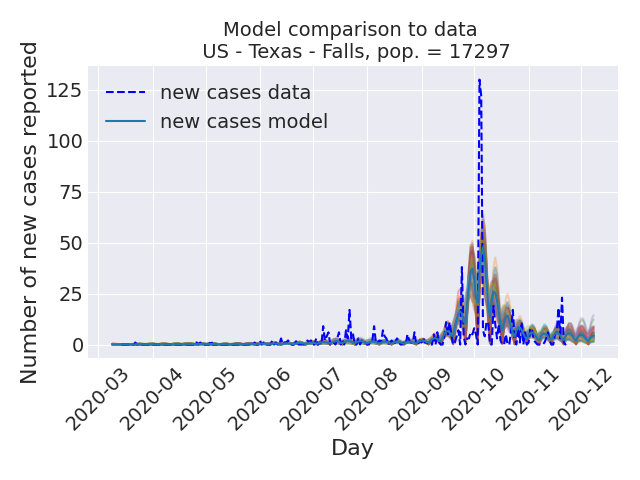 Model comparison to data
US - Texas - Falls, pop. = 17297
Number of new cases reported
125
100
75
50
25
0
new cases data
new cases model
2020-03
2020-04
2020-05
2020-06
2020-07
2020-08
2020-09
2020-10
2020-11
2020-12
Day